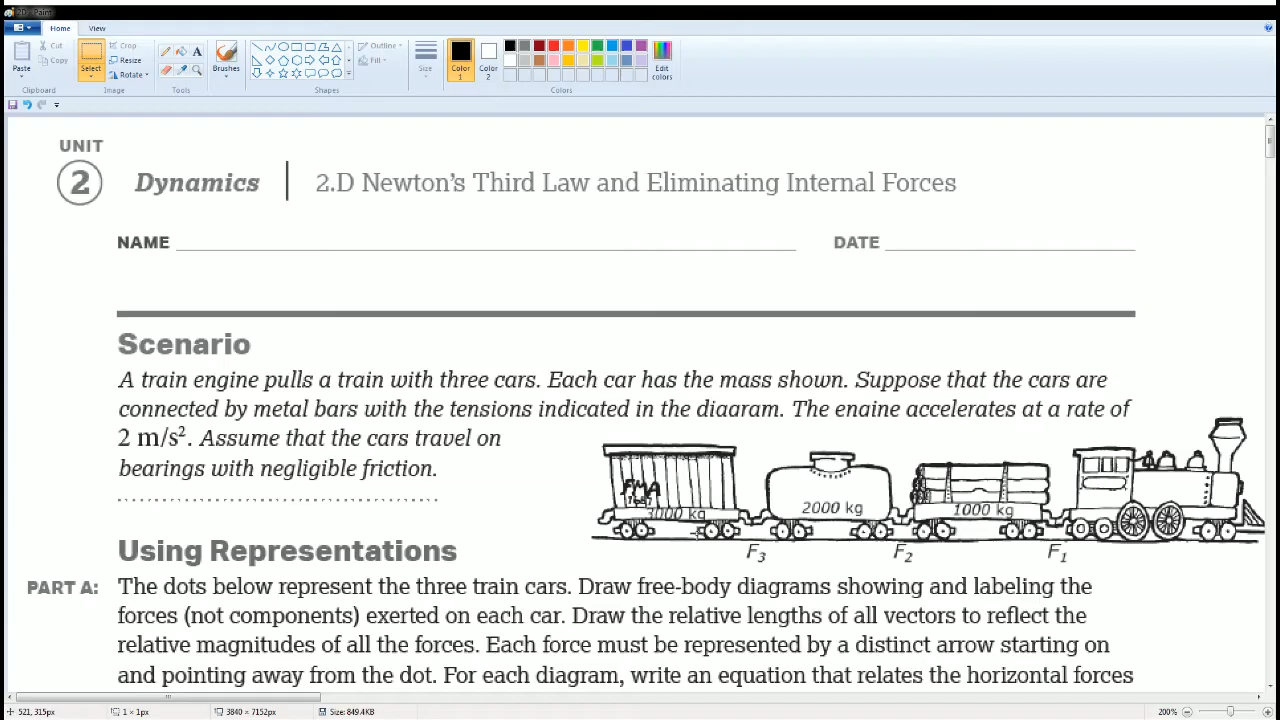 2D - Paint
Home View
Cut
Copy
Paste
Crop
Resize
Rotate
Select
Brushes
Outline
Fill
Size
Color 1
Color 2
Edit colors
Clipboard Image Tools Shapes Colors
UNIT
2 Dynamics 2.D Newton's Third Law and Eliminating Internal Forces
NAME DATE
Scenario
A train engine pulls a train with three cars. Each car has the mass shown. Suppose that the cars are
connected by metal bars with the tensions indicated in the diagram. The engine accelerates at a rate of
2 m/s². Assume that the cars travel on
bearings with negligible friction.
FMA
3000 kg 2000 kg 1000 kg
F3 F2 F1
Using Representations
PART A: The dots below represent the three train cars. Draw free-body diagrams showing and labeling the
forces (not components) exerted on each car. Draw the relative lengths of all vectors to reflect the
relative magnitudes of all the forces. Each force must be represented by a distinct arrow starting on
and pointing away from the dot. For each diagram, write an equation that relates the horizontal forces
521, 315px 1 × 1px 3840 × 7152px Size: 849.4KB 200%